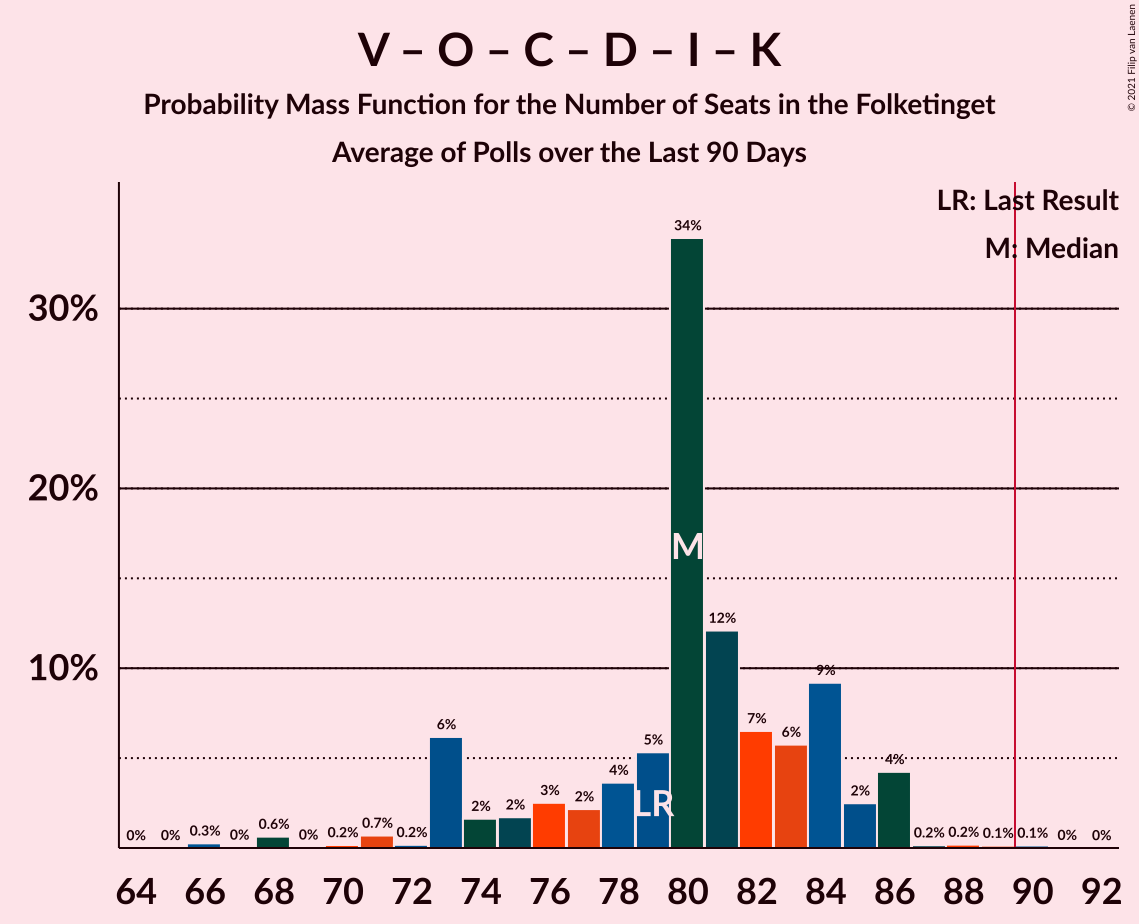 V – O – C – D – I – K
Probability Mass Function for the Number of Seats in the Folketinget
Average of Polls over the Last 90 Days
© 2021 Filip van Laenen
LR: Last Result
M: Median
30%
20%
10%
0% 0% 0.3% 0% 0.6% 0% 0.2% 0.7% 0.2% 6% 2% 2% 3% 2% 4% 5% 34% 12% 7% 6% 9% 2% 4% 0.2% 0.2% 0.1% 0.1% 0% 0%
M
LR
64 66 68 70 72 74 76 78 80 82 84 86 88 90 92